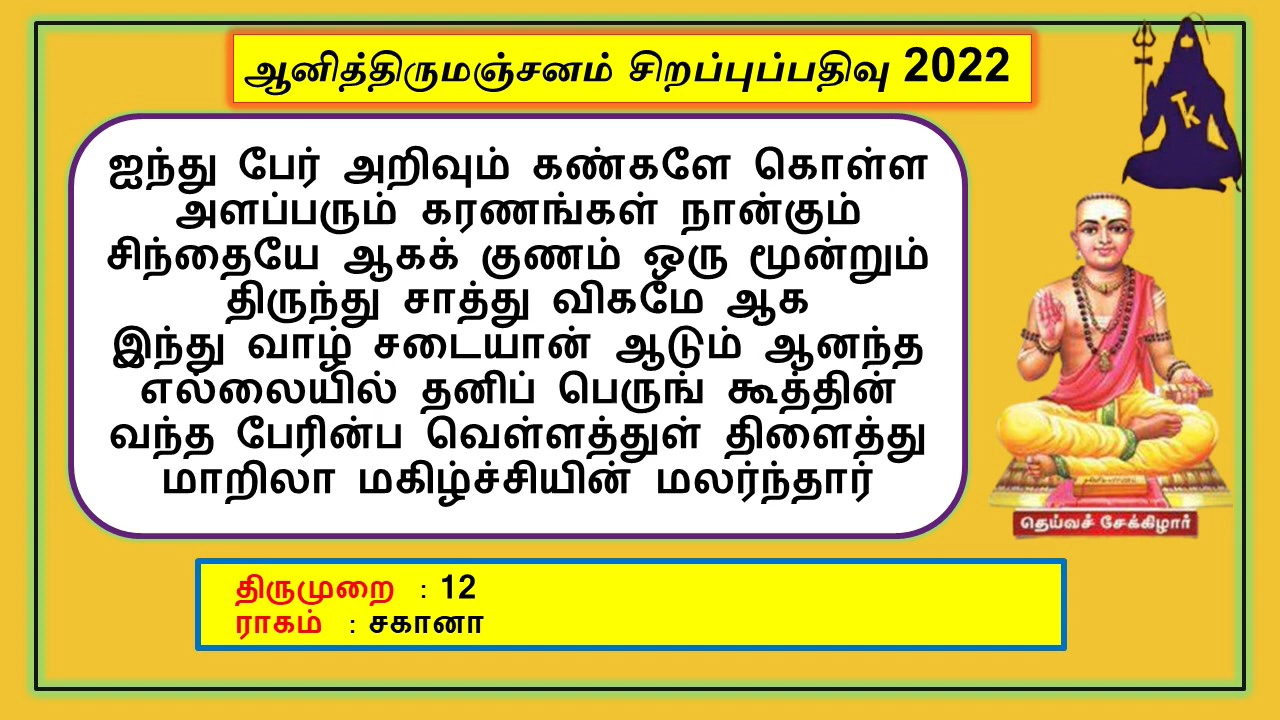 ஆனித்திருமஞ்சனம் சிறப்புப்பதிவு 2022
TK
ஐந்து பேர் அறிவும் கண்களே கொள்ள
அளப்பரும் கரணங்கள் நான்கும்
சிந்தையே ஆகக் குணம் ஒரு மூன்றும்
திருந்து சாத்து விகமே ஆக
இந்து வாழ் சடையான் ஆடும் ஆனந்த
எல்லையில் தனிப் பெருங் கூத்தின்
வந்த பேரின்ப வெள்ளத்துள் திளைத்து
மாறிலா மகிழ்ச்சியின் மலர்ந்தார்
தெய்வச் சேக்கிழார்
திருமுறை : 12
ராகம் : சகானா